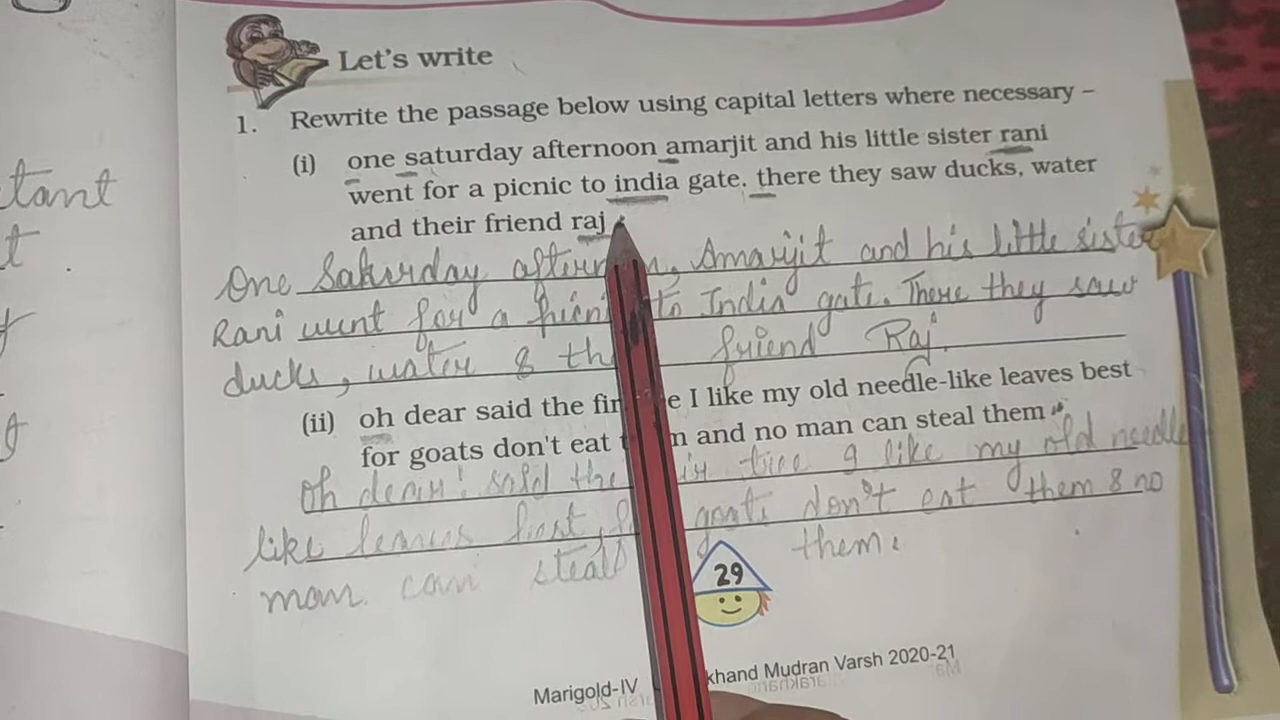 Let's write
1. Rewrite the passage below using capital letters where necessary –
(i) one saturday afternoon amarjit and his little sister rani
went for a picnic to india gate. there they saw ducks, water
and their friend raj
One Saturday aftern n, Amarjit and his little sister
tant
Rani went for a picni to India gate. There they saw
ducks, water & th friend Raj.
(ii) oh dear said the fir e I like my old needle-like leaves best
for goats don't eat t m and no man can steal them
oh dear! said the ir tree I like my old needle
like leaves goats don't eat them & no
man can steal them.
29
Marigold-IV khand Mudran Varsh 2020-21